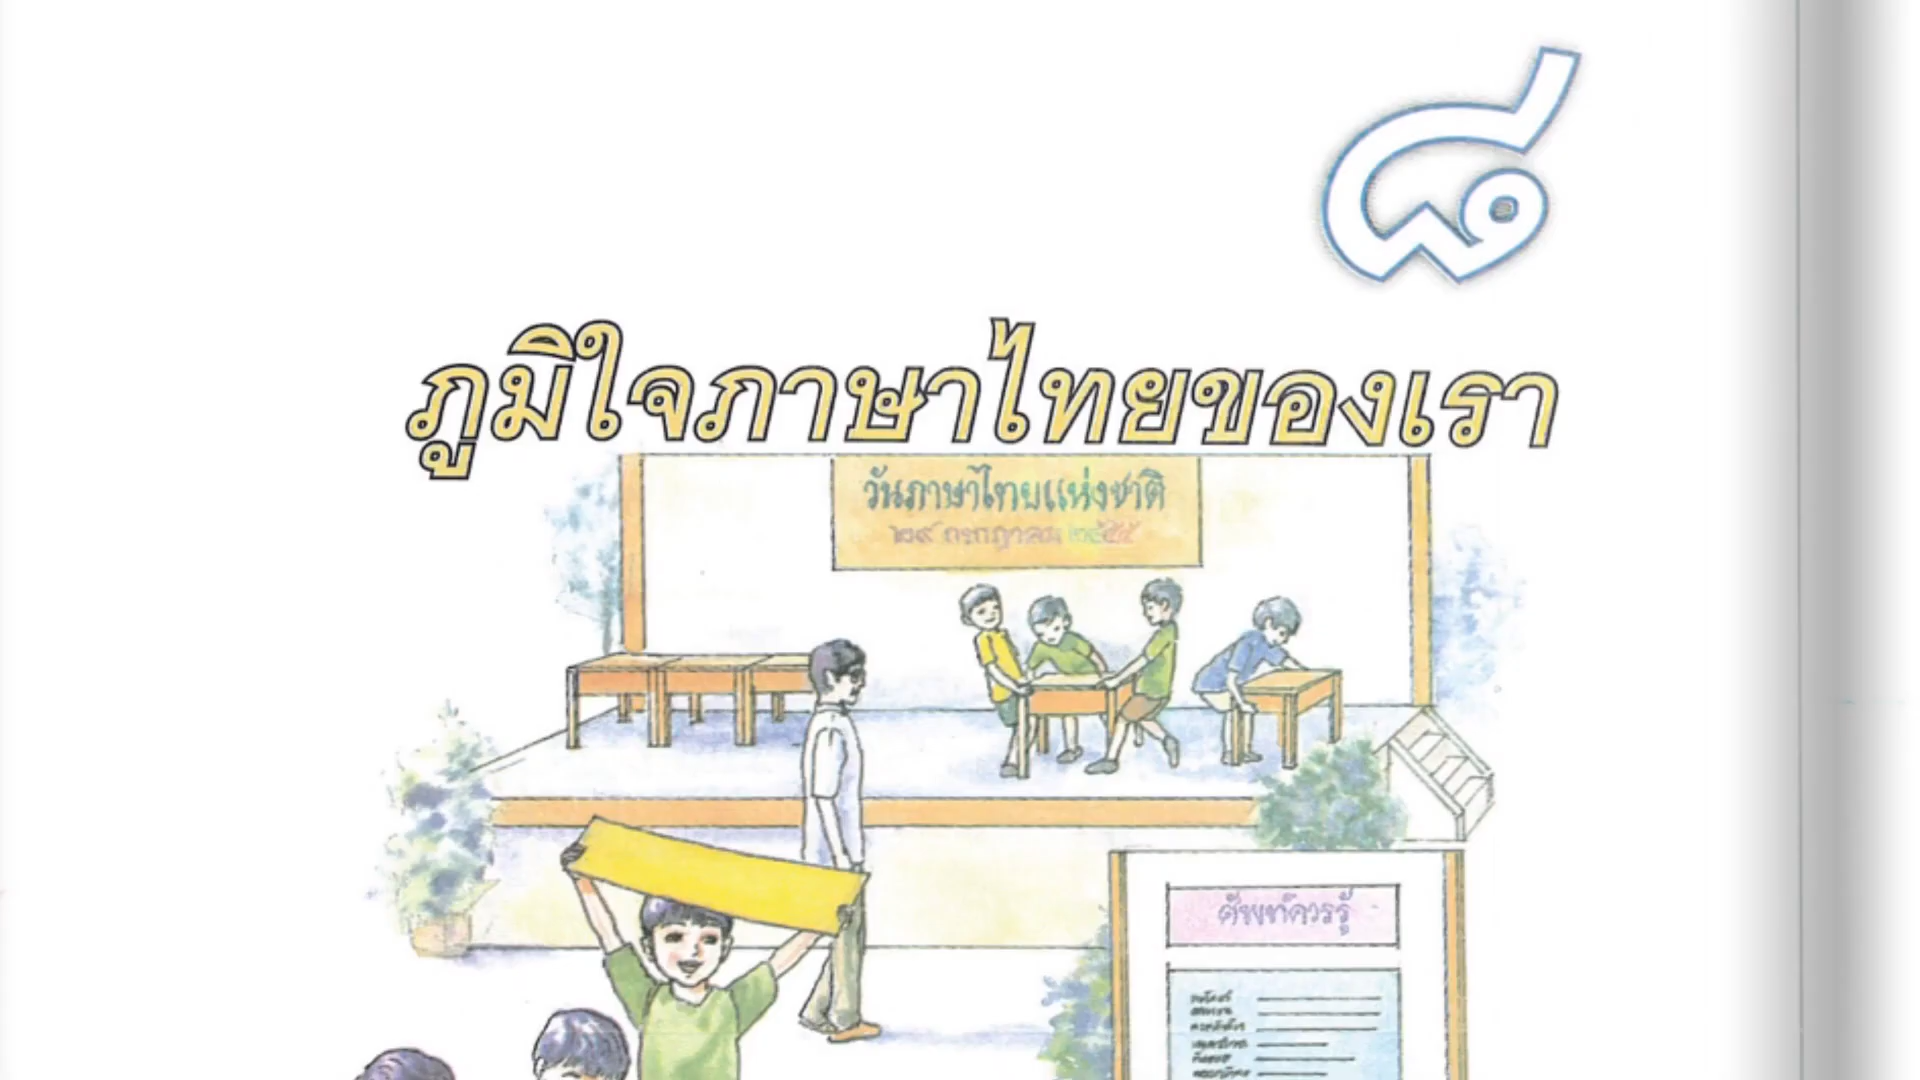 ๘
ภูมิใจภาษาไทยของเรา
วันภาษาไทยแห่งชาติ
๒๙ กรกฎาคม ๒๕๕๕
ศัพท์ควรรู้